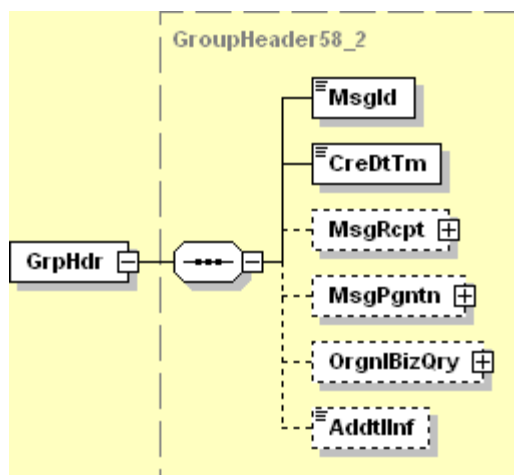 GroupHeader58_2
MsgId
CreDtTm
MsgRcpt
GrpHdr
MsgPgntn
OrgnlBizQry
AddtlInf